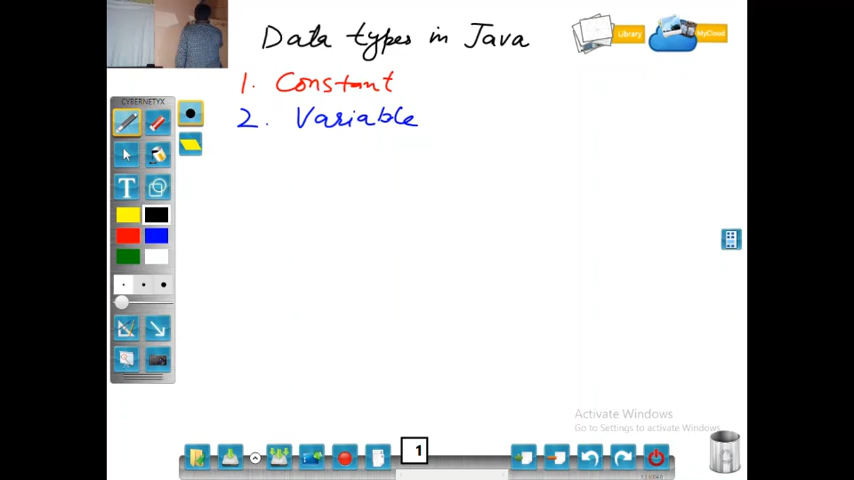 Data types in Java
Library
MyCloud
1. Constant
2. Variable
CYBERNETYX
T
Activate Windows
Go to Settings to activate Windows.
1